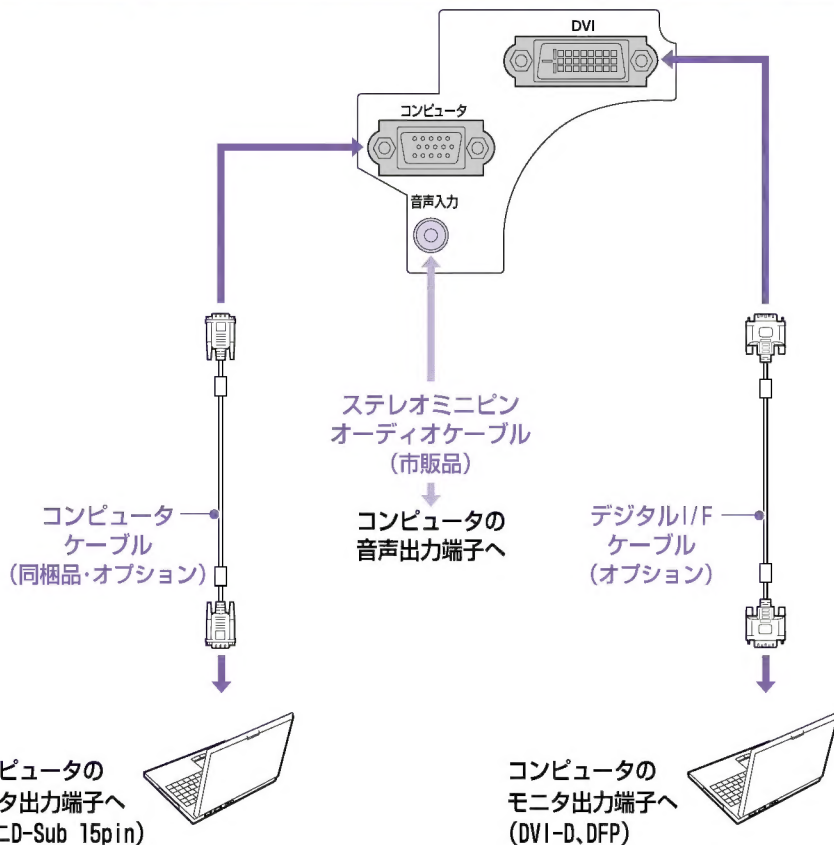 DVI
コンピュータ
音声入力
ステレオミニピン
オーディオケーブル
(市販品)
コンピュータの
音声出力端子へ
コンピュータ
ケーブル
(同梱品・オプション)
デジタルI/F
ケーブル
(オプション)
ピュータの
タ出力端子へ
D-Sub 15pin)
コンピュータの
モニタ出力端子へ
(DVI-D、DFP)